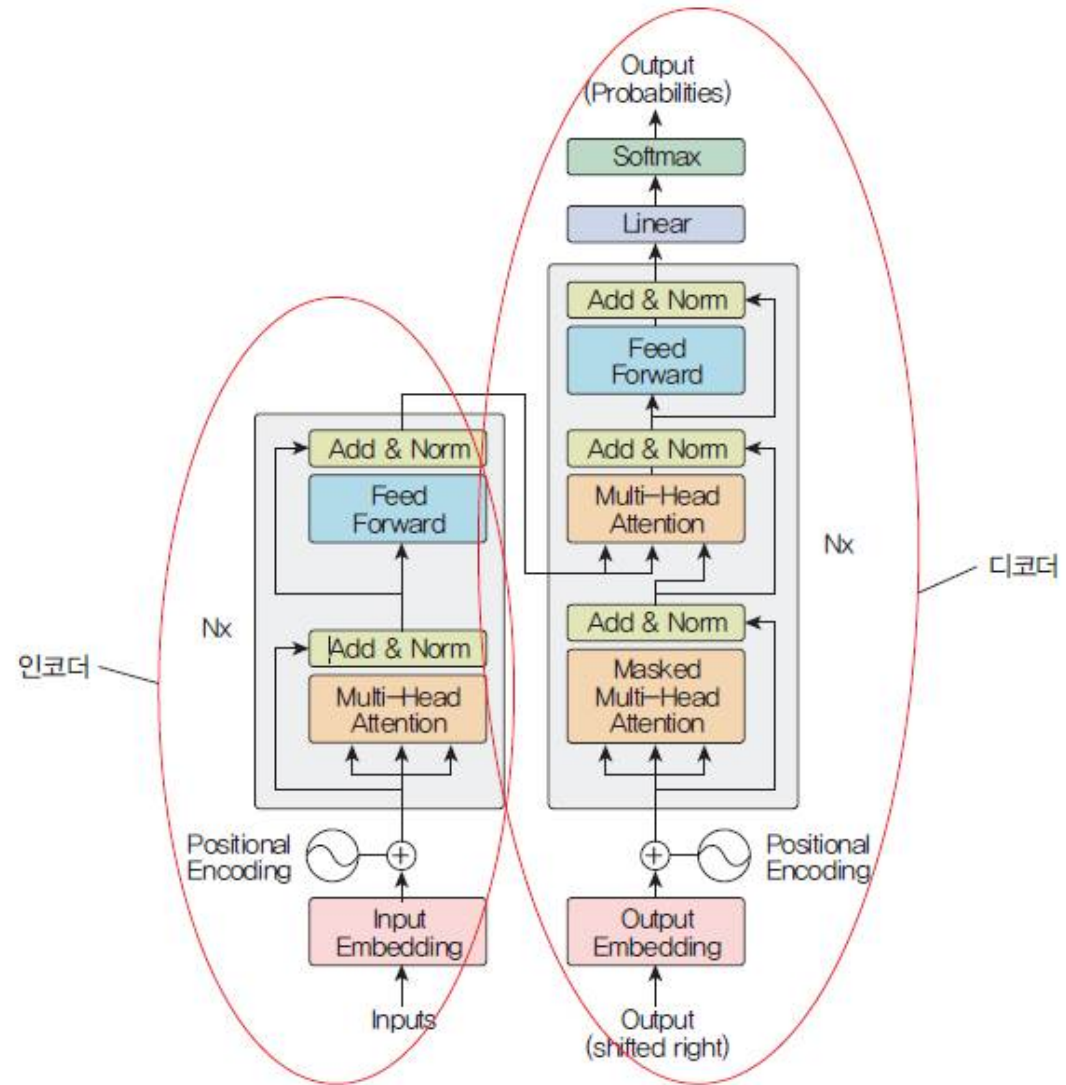 Output
(Probabilities)
Softmax
Linear
Add & Norm
Feed
Forward
Add & Norm
Multi-Head
Attention
Nx
디코더
Add & Norm
Masked
Multi-Head
Attention
Positional
Encoding
Output
Embedding
Output
(shifted right)
Add & Norm
Feed
Forward
Nx
인코더
Add & Norm
Multi-Head
Attention
Positional
Encoding
Input
Embedding
Inputs